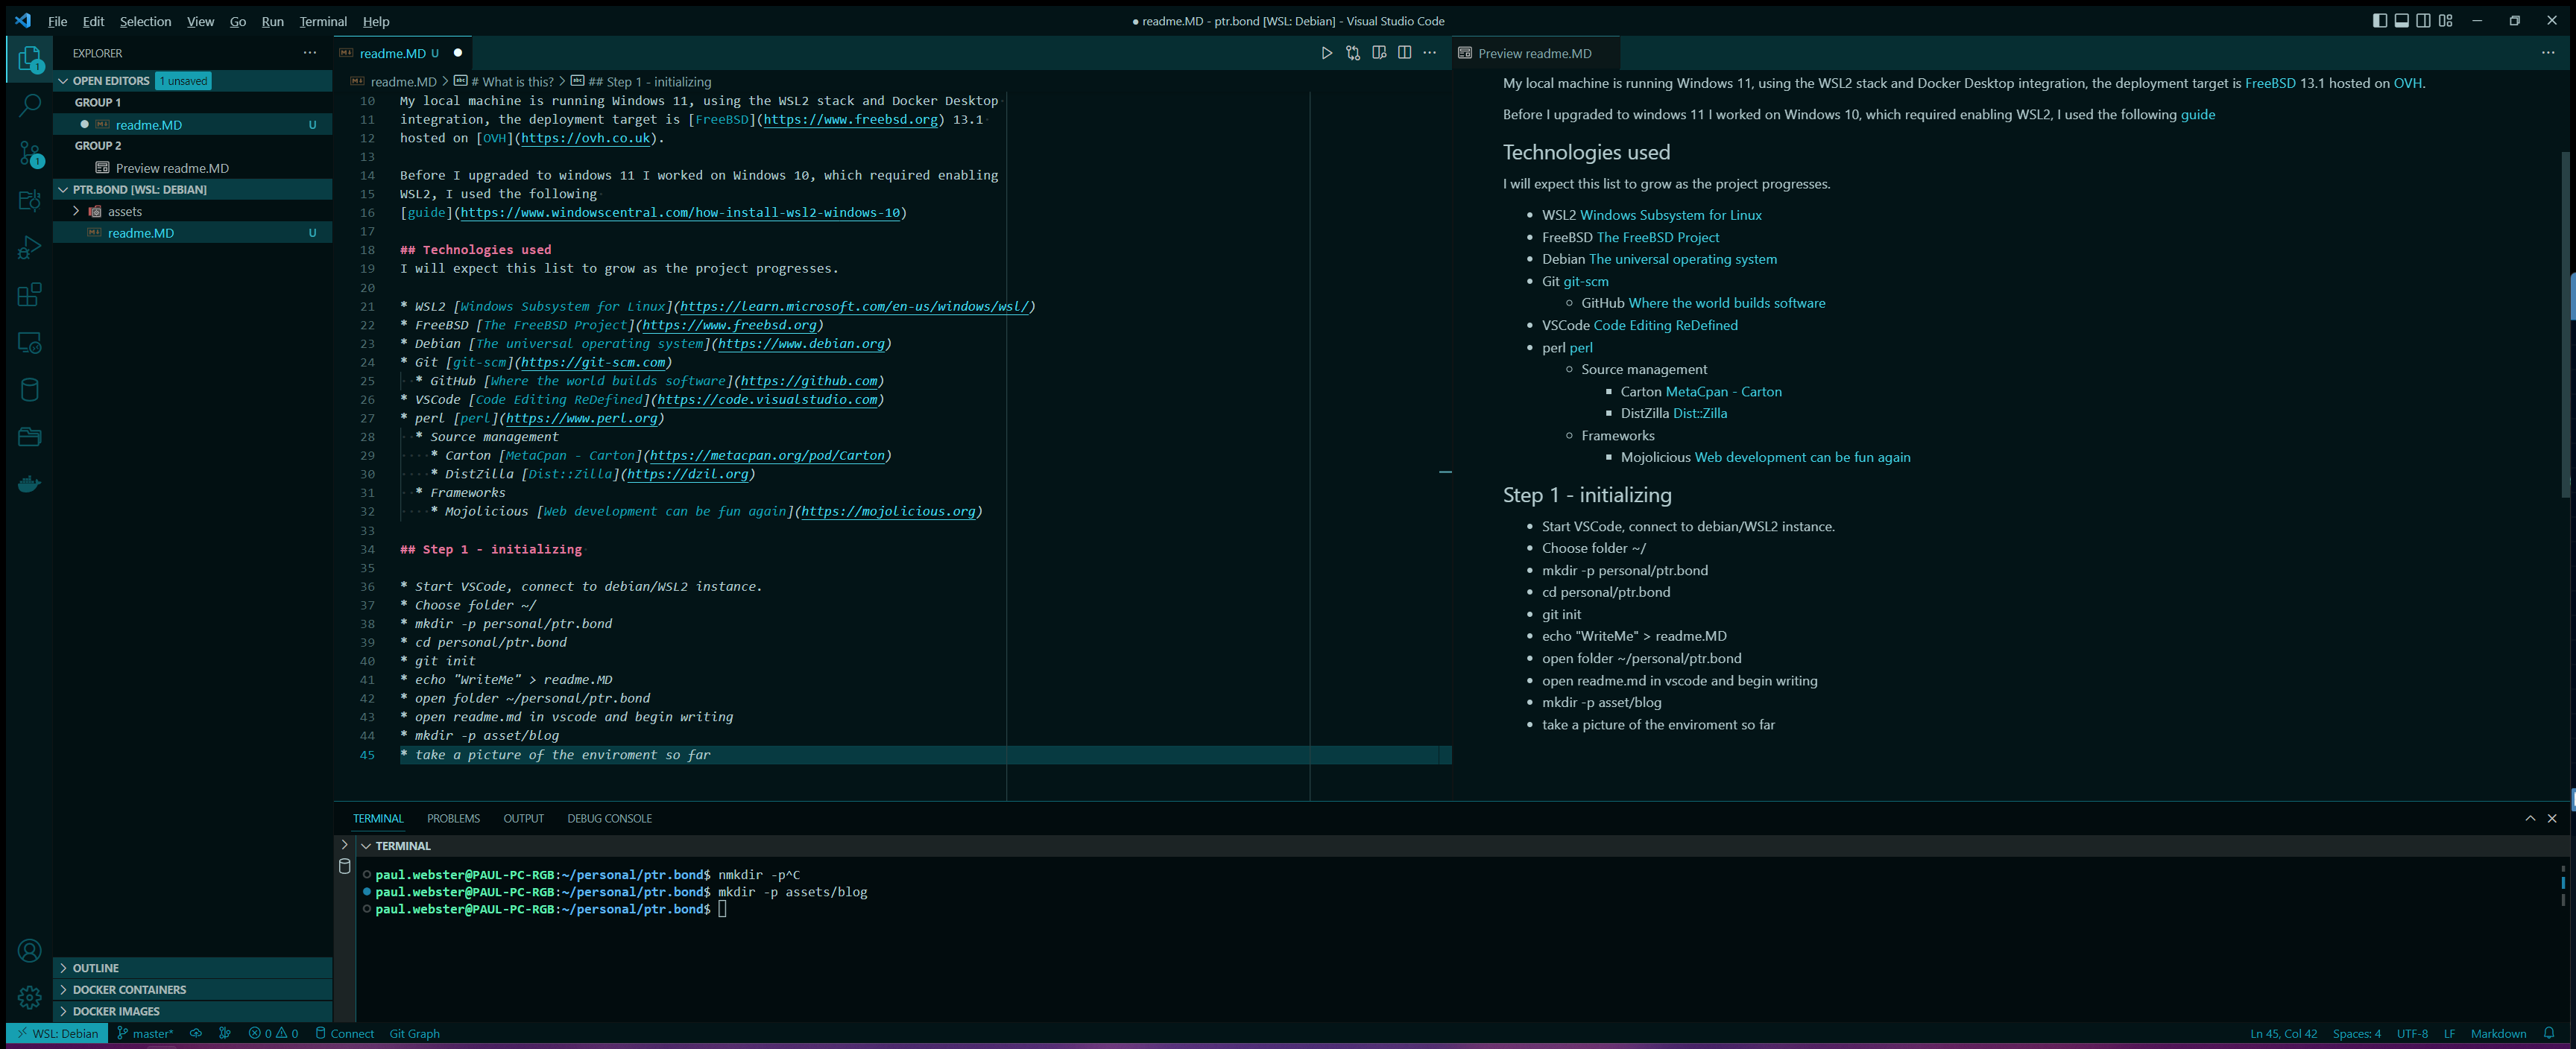 File Edit Selection View Go Run Terminal Help
● readme.MD - ptr.bond [WSL: Debian] - Visual Studio Code
EXPLORER
OPEN EDITORS 1 unsaved
GROUP 1
readme.MD U
GROUP 2
Preview readme.MD
PTR.BOND [WSL: DEBIAN]
assets
readme.MD U
OUTLINE
DOCKER CONTAINERS
DOCKER IMAGES
1
1
readme.MD U
readme.MD > # What is this? > ## Step 1 - initializing
10 My local machine is running Windows 11, using the WSL2 stack and Docker Desktop
11 integration, the deployment target is [FreeBSD](https://www.freebsd.org) 13.1
12 hosted on [OVH](https://ovh.co.uk).
13
14 Before I upgraded to windows 11 I worked on Windows 10, which required enabling
15 WSL2, I used the following
16 [guide](https://www.windowscentral.com/how-install-wsl2-windows-10)
17
18 ## Technologies used
19 I will expect this list to grow as the project progresses.
20
21 * WSL2 [Windows Subsystem for Linux](https://learn.microsoft.com/en-us/windows/wsl/)
22 * FreeBSD [The FreeBSD Project](https://www.freebsd.org)
23 * Debian [The universal operating system](https://www.debian.org)
24 * Git [git-scm](https://git-scm.com)
25 * GitHub [Where the world builds software](https://github.com)
26 * VSCode [Code Editing ReDefined](https://code.visualstudio.com)
27 * perl [perl](https://www.perl.org)
28 * Source management
29 * Carton [MetaCpan - Carton](https://metacpan.org/pod/Carton)
30 * DistZilla [Dist::Zilla](https://dzil.org)
31 * Frameworks
32 * Mojolicious [Web development can be fun again](https://mojolicious.org)
33
34 ## Step 1 - initializing
35
36 * Start VSCode, connect to debian/WSL2 instance.
37 * Choose folder ~/
38 * mkdir -p personal/ptr.bond
39 * cd personal/ptr.bond
40 * git init
41 * echo "WriteMe" > readme.MD
42 * open folder ~/personal/ptr.bond
43 * open readme.md in vscode and begin writing
44 * mkdir -p asset/blog
45 * take a picture of the enviroment so far
Preview readme.MD
My local machine is running Windows 11, using the WSL2 stack and Docker Desktop integration, the deployment target is FreeBSD 13.1 hosted on OVH.
Before I upgraded to windows 11 I worked on Windows 10, which required enabling WSL2, I used the following guide
Technologies used
I will expect this list to grow as the project progresses.
WSL2 Windows Subsystem for Linux
FreeBSD The FreeBSD Project
Debian The universal operating system
Git git-scm
GitHub Where the world builds software
VSCode Code Editing ReDefined
perl perl
Source management
Carton MetaCpan - Carton
DistZilla Dist::Zilla
Frameworks
Mojolicious Web development can be fun again
Step 1 - initializing
Start VSCode, connect to debian/WSL2 instance.
Choose folder ~/
mkdir -p personal/ptr.bond
cd personal/ptr.bond
git init
echo "WriteMe" > readme.MD
open folder ~/personal/ptr.bond
open readme.md in vscode and begin writing
mkdir -p asset/blog
take a picture of the enviroment so far
TERMINAL PROBLEMS OUTPUT DEBUG CONSOLE
TERMINAL
paul.webster@PAUL-PC-RGB:~/personal/ptr.bond$ nmkdir -p^C
paul.webster@PAUL-PC-RGB:~/personal/ptr.bond$ mkdir -p assets/blog
paul.webster@PAUL-PC-RGB:~/personal/ptr.bond$
WSL: Debian master* 0 0 Connect Git Graph
Ln 45, Col 42 Spaces: 4 UTF-8 LF Markdown